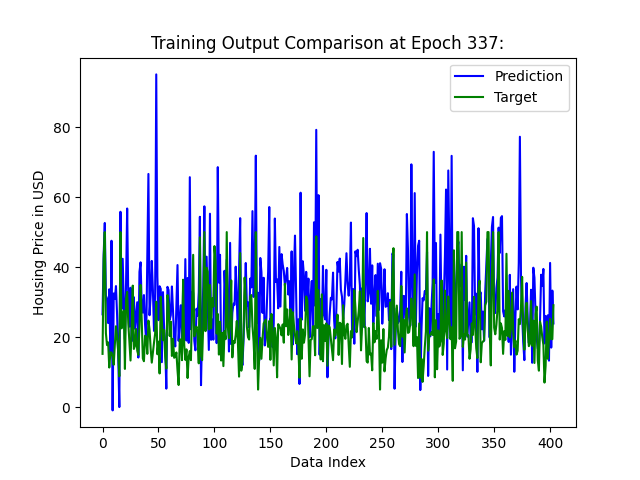 Training Output Comparison at Epoch 337:
Prediction
Target
Housing Price in USD
80
60
40
20
0
0 50 100 150 200 250 300 350 400
Data Index